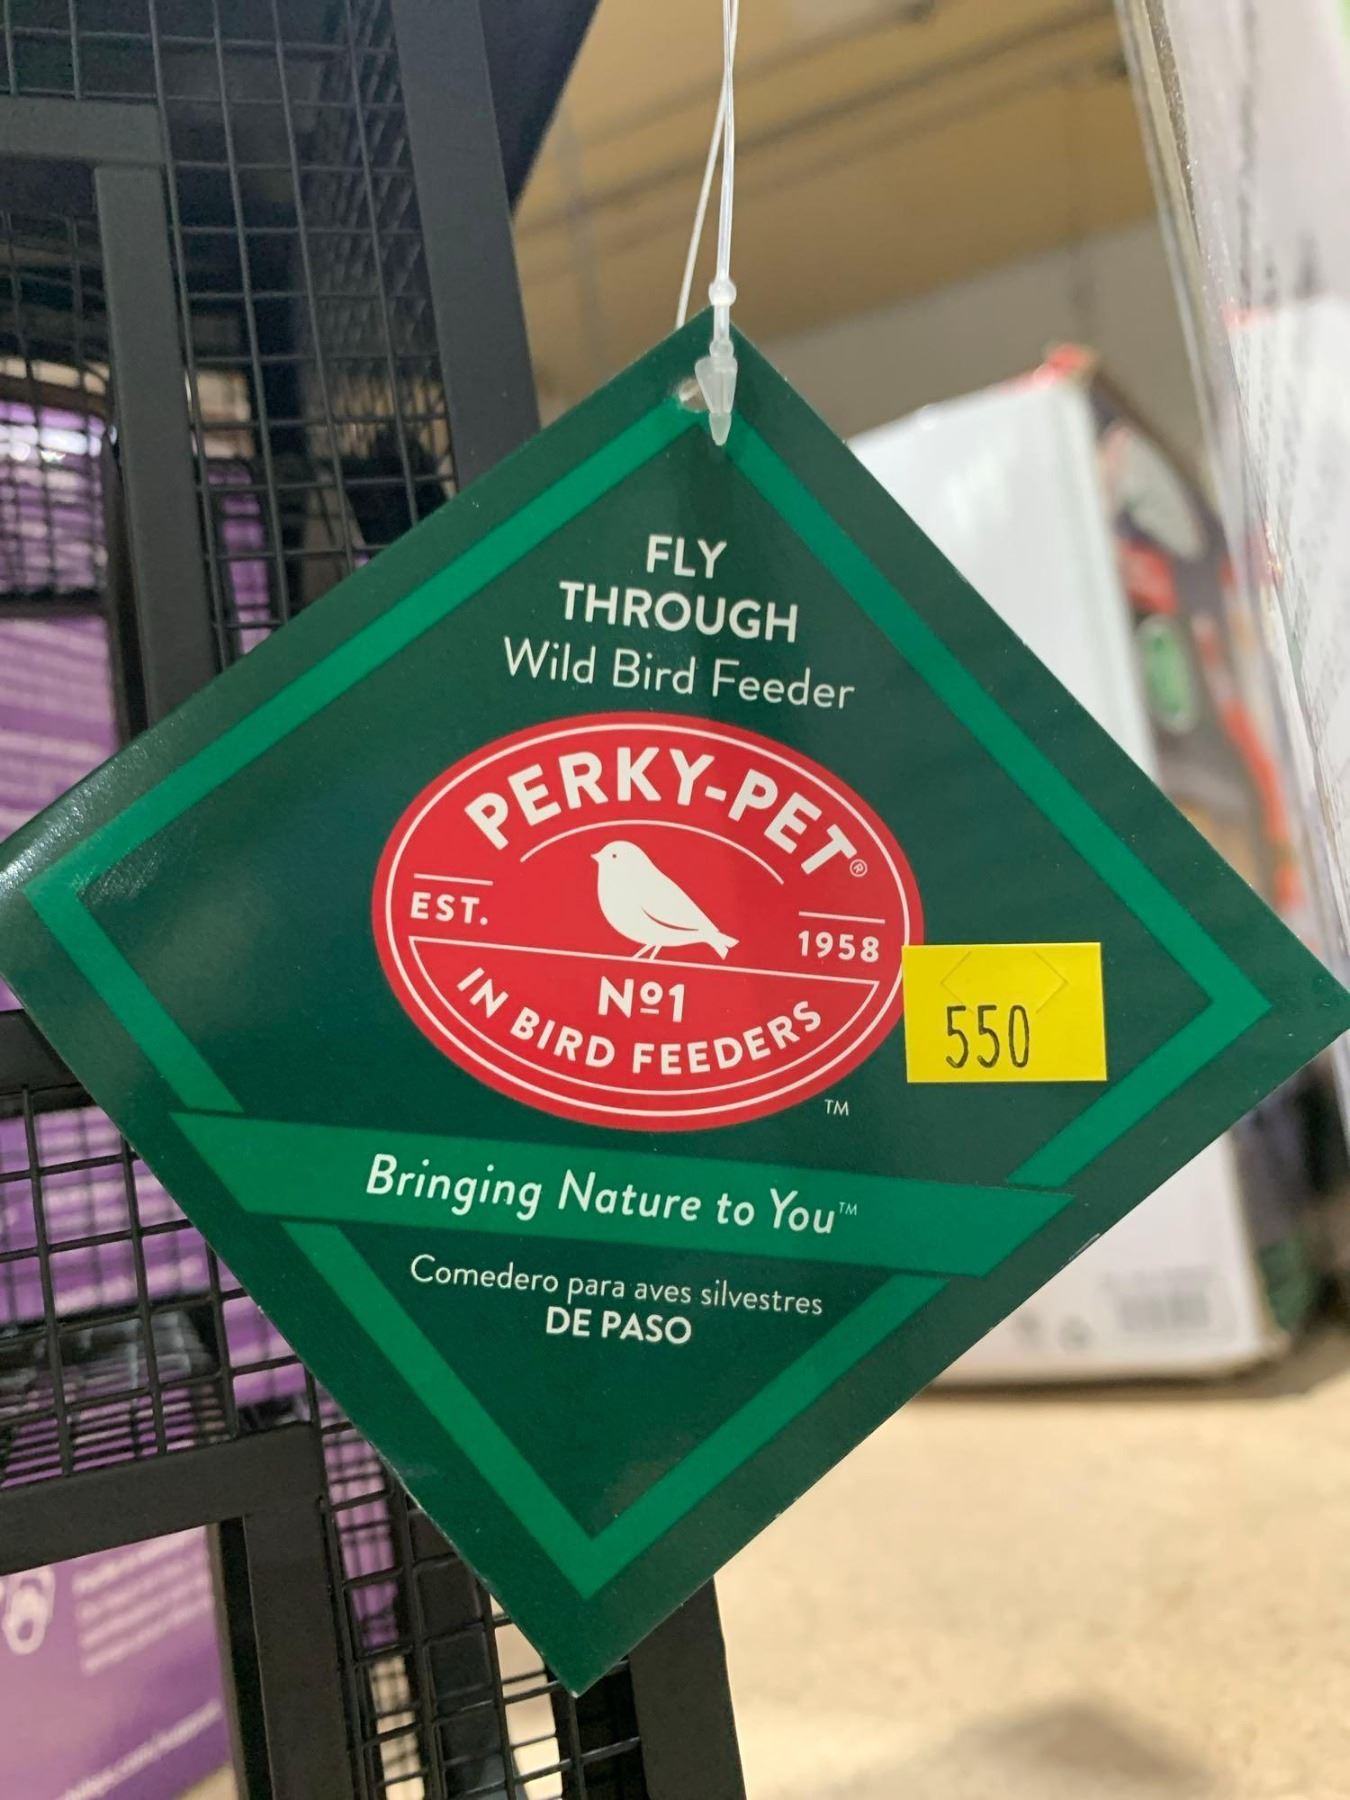 FLY
THROUGH
Wild Bird Feeder
PERKY-PET®
EST. 1958
Nº1
IN BIRD FEEDERS
TM
550
Bringing Nature to You™
Comedero para aves silvestres
DE PASO